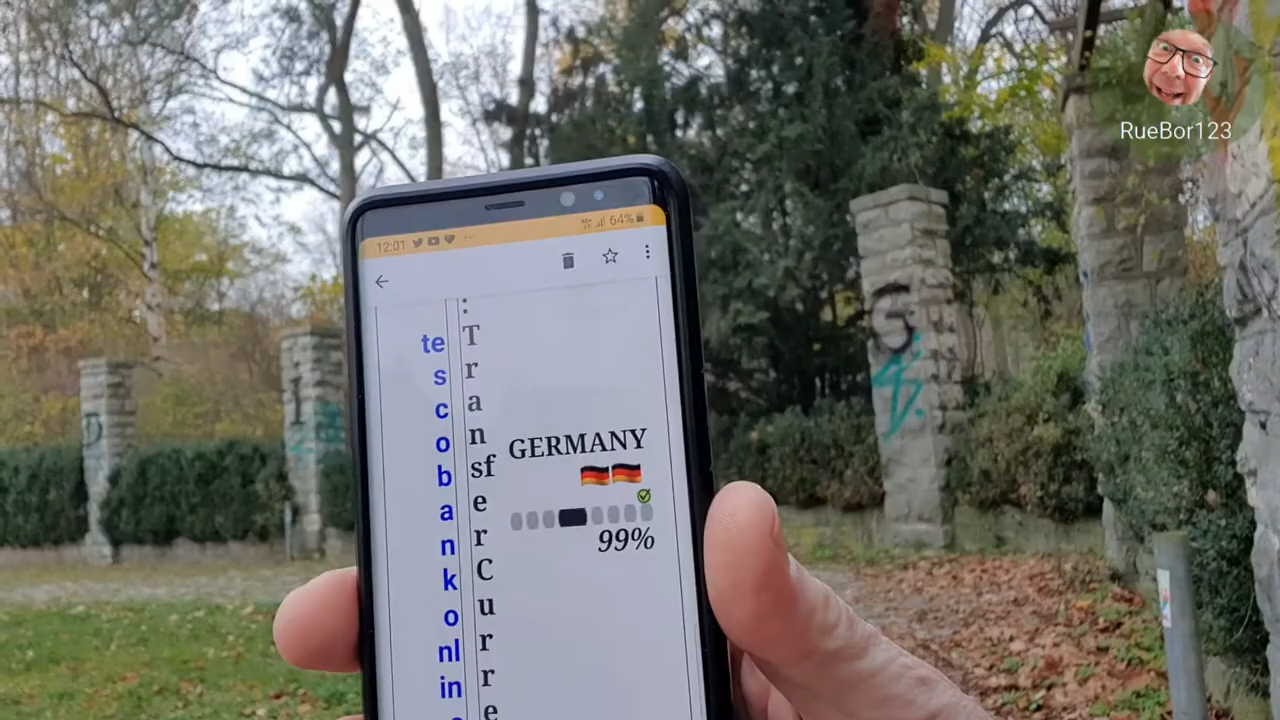 RueBor123
12:01
64%
te
s
c
o
b
a
n
k
o
nl
in
:
T
r
a
n
sf
e
r
C
u
r
r
e
GERMANY
99%